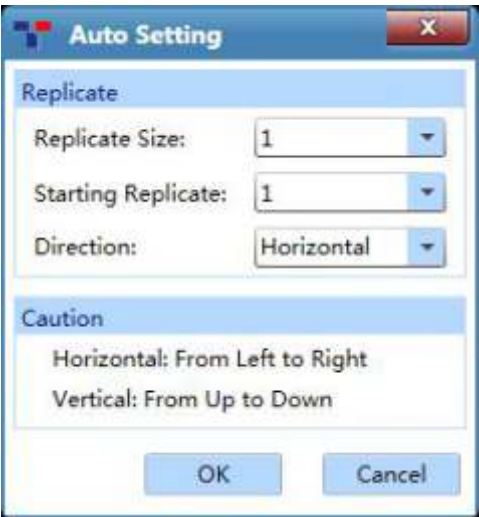 Auto Setting
Replicate
Replicate Size: 1
Starting Replicate: 1
Direction: Horizontal
Caution
Horizontal: From Left to Right
Vertical: From Up to Down
OK Cancel